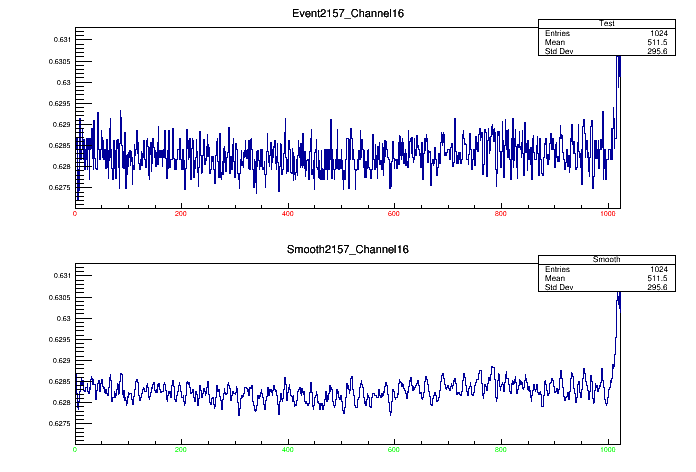 Event2157_Channel16
Test
Entries 1024
Mean 511.5
Std Dev 295.6
0.631
0.6305
0.63
0.6295
0.629
0.6285
0.628
0.6275
0 200 400 600 800 1000
Smooth2157_Channel16
Smooth
Entries 1024
Mean 511.5
Std Dev 295.6
0.631
0.6305
0.63
0.6295
0.629
0.6285
0.628
0.6275
0 200 400 600 800 1000